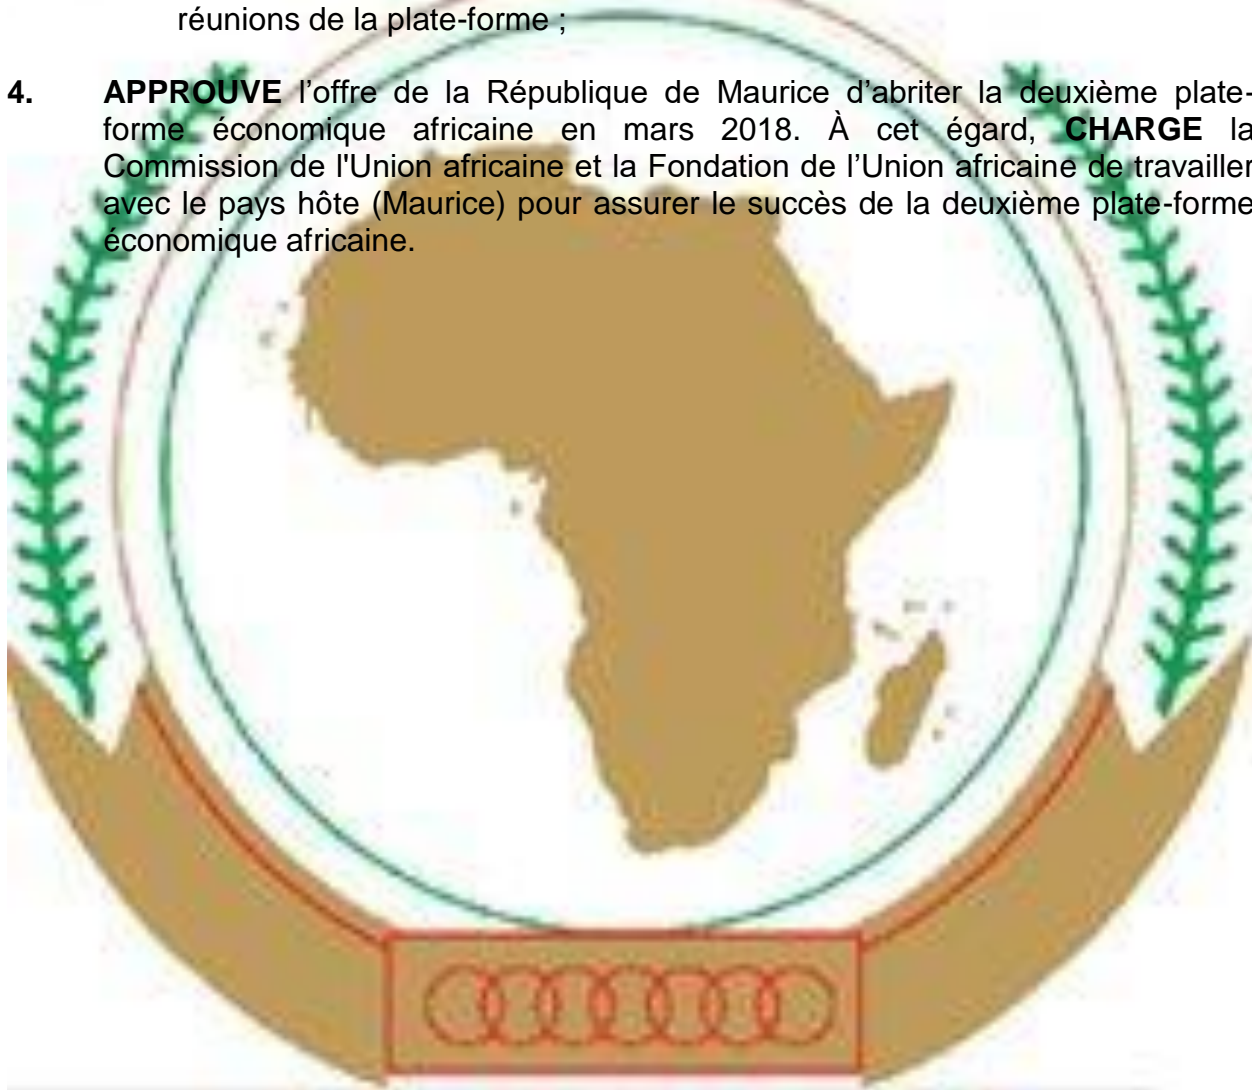 réunions de la plate-forme ;
4. APPROUVE l’offre de la République de Maurice d’abriter la deuxième plate-
forme économique africaine en mars 2018. À cet égard, CHARGE la
Commission de l'Union africaine et la Fondation de l’Union africaine de travailler
avec le pays hôte (Maurice) pour assurer le succès de la deuxième plate-forme
économique africaine.